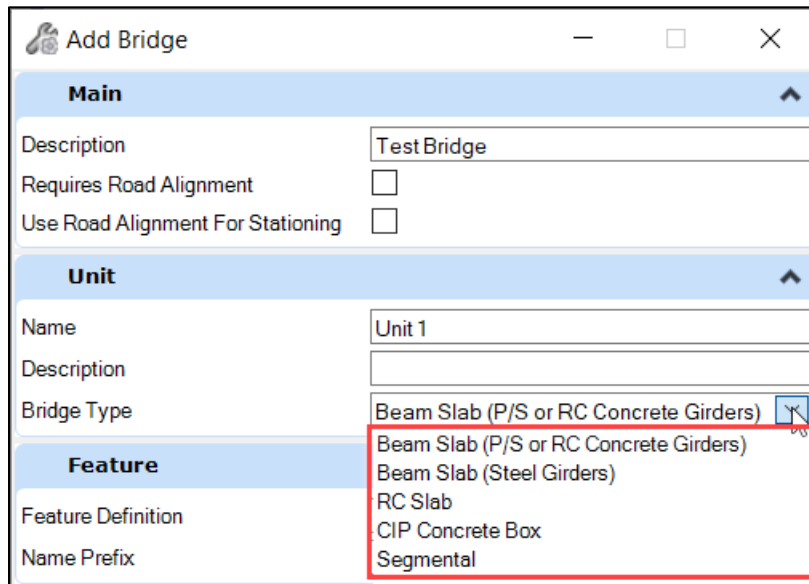 Add Bridge
Main
Description Test Bridge
Requires Road Alignment
Use Road Alignment For Stationing
Unit
Name Unit 1
Description
Bridge Type Beam Slab (P/S or RC Concrete Girders)
Beam Slab (P/S or RC Concrete Girders)
Beam Slab (Steel Girders)
Feature
RC Slab
Feature Definition
CIP Concrete Box
Name Prefix
Segmental